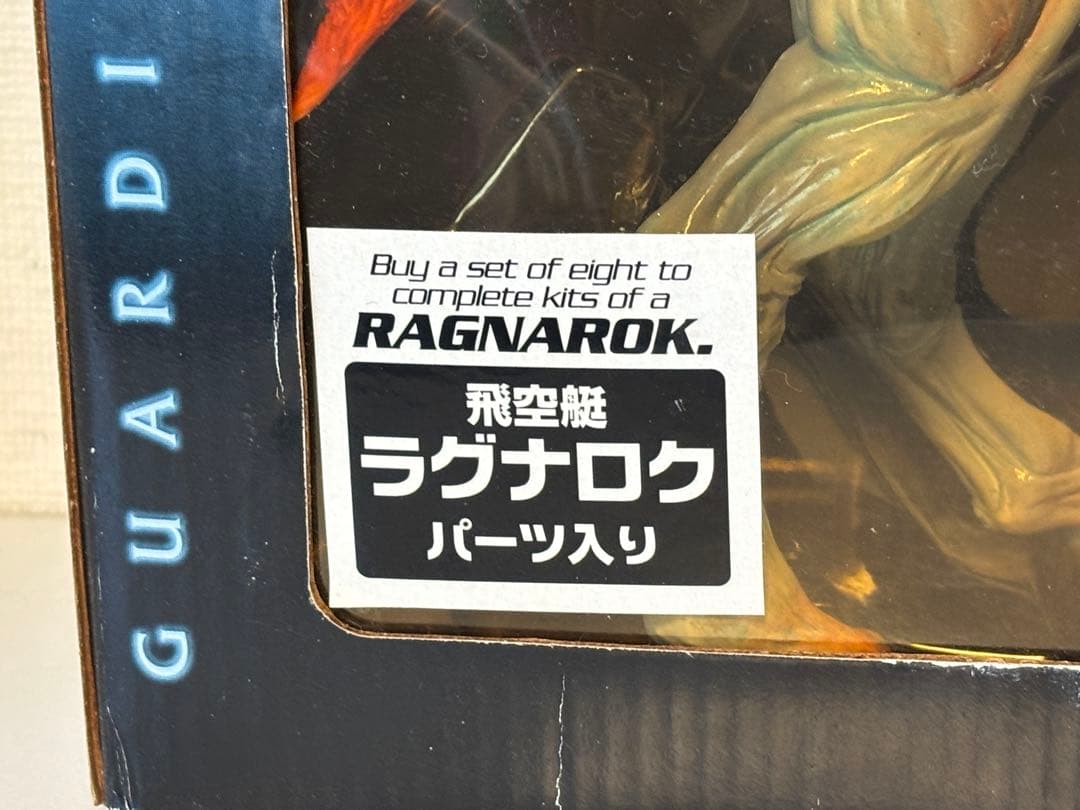 GUARDI
Buy a set of eight to
complete kits of a
RAGNAROK.
飛空艇
ラグナロク
パーツ入り